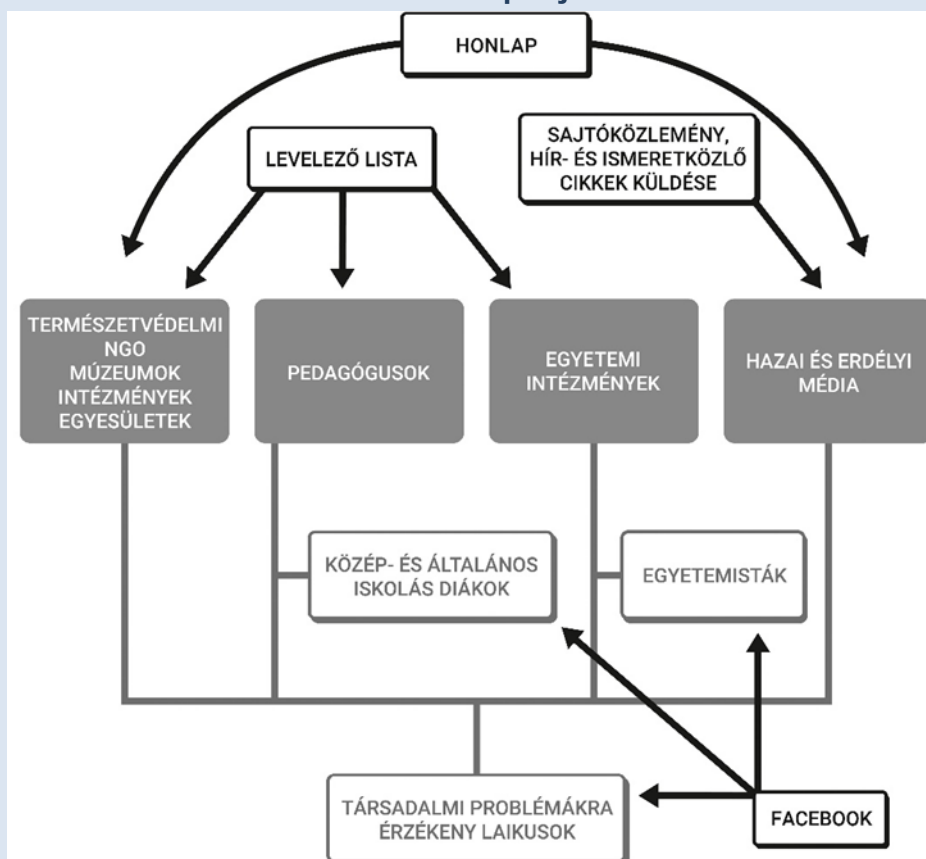 HONLAP
LEVELEZŐ LISTA
SAJTÓKÖZLEMÉNY,
HÍR- ÉS ISMERETKÖZLŐ
CIKKEK KÜLDÉSE
TERMÉSZETVÉDELMI
NGO
MÚZEUMOK
INTÉZMÉNYEK
EGYESÜLETEK
PEDAGÓGUSOK
EGYETEMI
INTÉZMÉNYEK
HAZAI ÉS ERDÉLYI
MÉDIA
KÖZÉP- ÉS ÁLTALÁNOS
ISKOLÁS DIÁKOK
EGYETEMISTÁK
TÁRSADALMI PROBLÉMÁKRA
ÉRZÉKENY LAIKUSOK
FACEBOOK